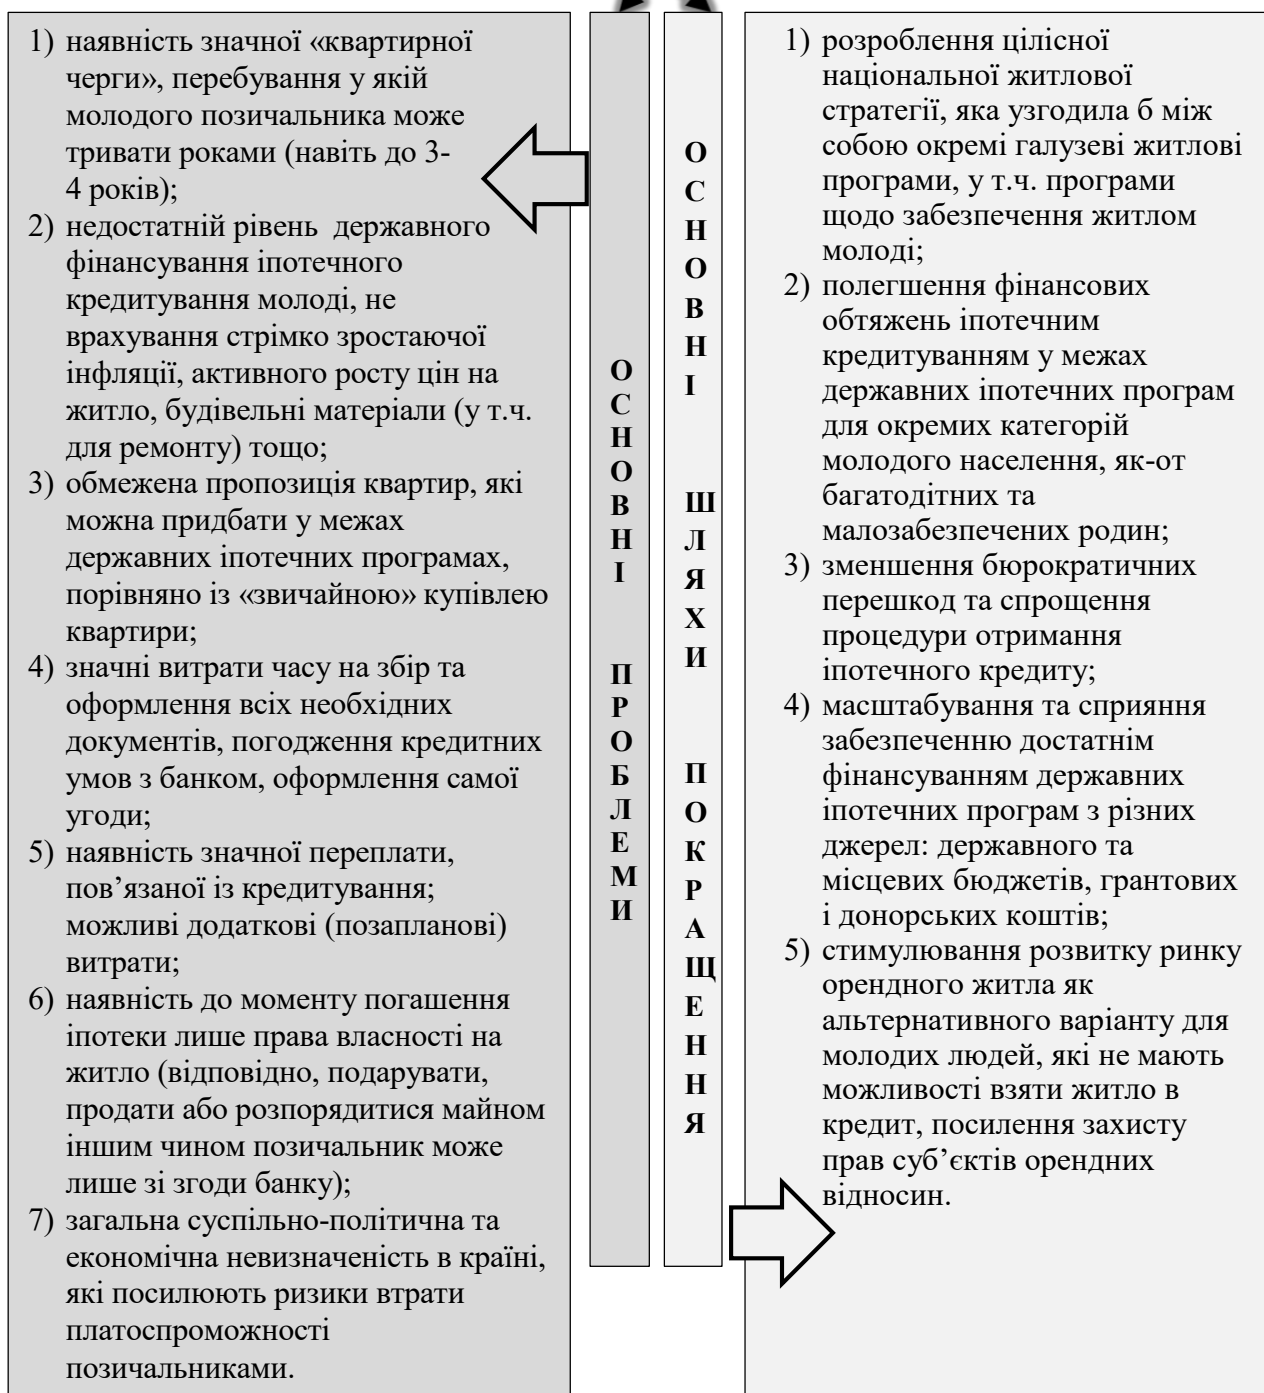 1) наявність значної «квартирної
черги», перебування у якій
молодого позичальника може
тривати роками (навіть до 3-
4 років);
2) недостатній рівень державного
фінансування іпотечного
кредитування молоді, не
врахування стрімко зростаючої
інфляції, активного росту цін на
житло, будівельні матеріали (у т.ч.
для ремонту) тощо;
3) обмежена пропозиція квартир, які
можна придбати у межах
державних іпотечних програмах,
порівняно із «звичайною» купівлею
квартири;
4) значні витрати часу на збір та
оформлення всіх необхідних
документів, погодження кредитних
умов з банком, оформлення самої
угоди;
5) наявність значної переплати,
пов’язаної із кредитування;
можливі додаткові (позапланові)
витрати;
6) наявність до моменту погашення
іпотеки лише права власності на
житло (відповідно, подарувати,
продати або розпорядитися майном
іншим чином позичальник може
лише зі згоди банку);
7) загальна суспільно-політична та
економічна невизначеність в країні,
які посилюють ризики втрати
платоспроможності
позичальниками.
ОСНОВНІ ПРОБЛЕМИ
ОСНОВНІ ШЛЯХИ ПОКРАЩЕННЯ
1) розроблення цілісної
національної житлової
стратегії, яка узгодила б між
собою окремі галузеві житлові
програми, у т.ч. програми
щодо забезпечення житлом
молоді;
2) полегшення фінансових
обтяжень іпотечним
кредитуванням у межах
державних іпотечних програм
для окремих категорій
молодого населення, як-от
багатодітних та
малозабезпечених родин;
3) зменшення бюрократичних
перешкод та спрощення
процедури отримання
іпотечного кредиту;
4) масштабування та сприяння
забезпеченню достатнім
фінансуванням державних
іпотечних програм з різних
джерел: державного та
місцевих бюджетів, грантових
і донорських коштів;
5) стимулювання розвитку ринку
орендного житла як
альтернативного варіанту для
молодих людей, які не мають
можливості взяти житло в
кредит, посилення захисту
прав суб’єктів орендних
відносин.